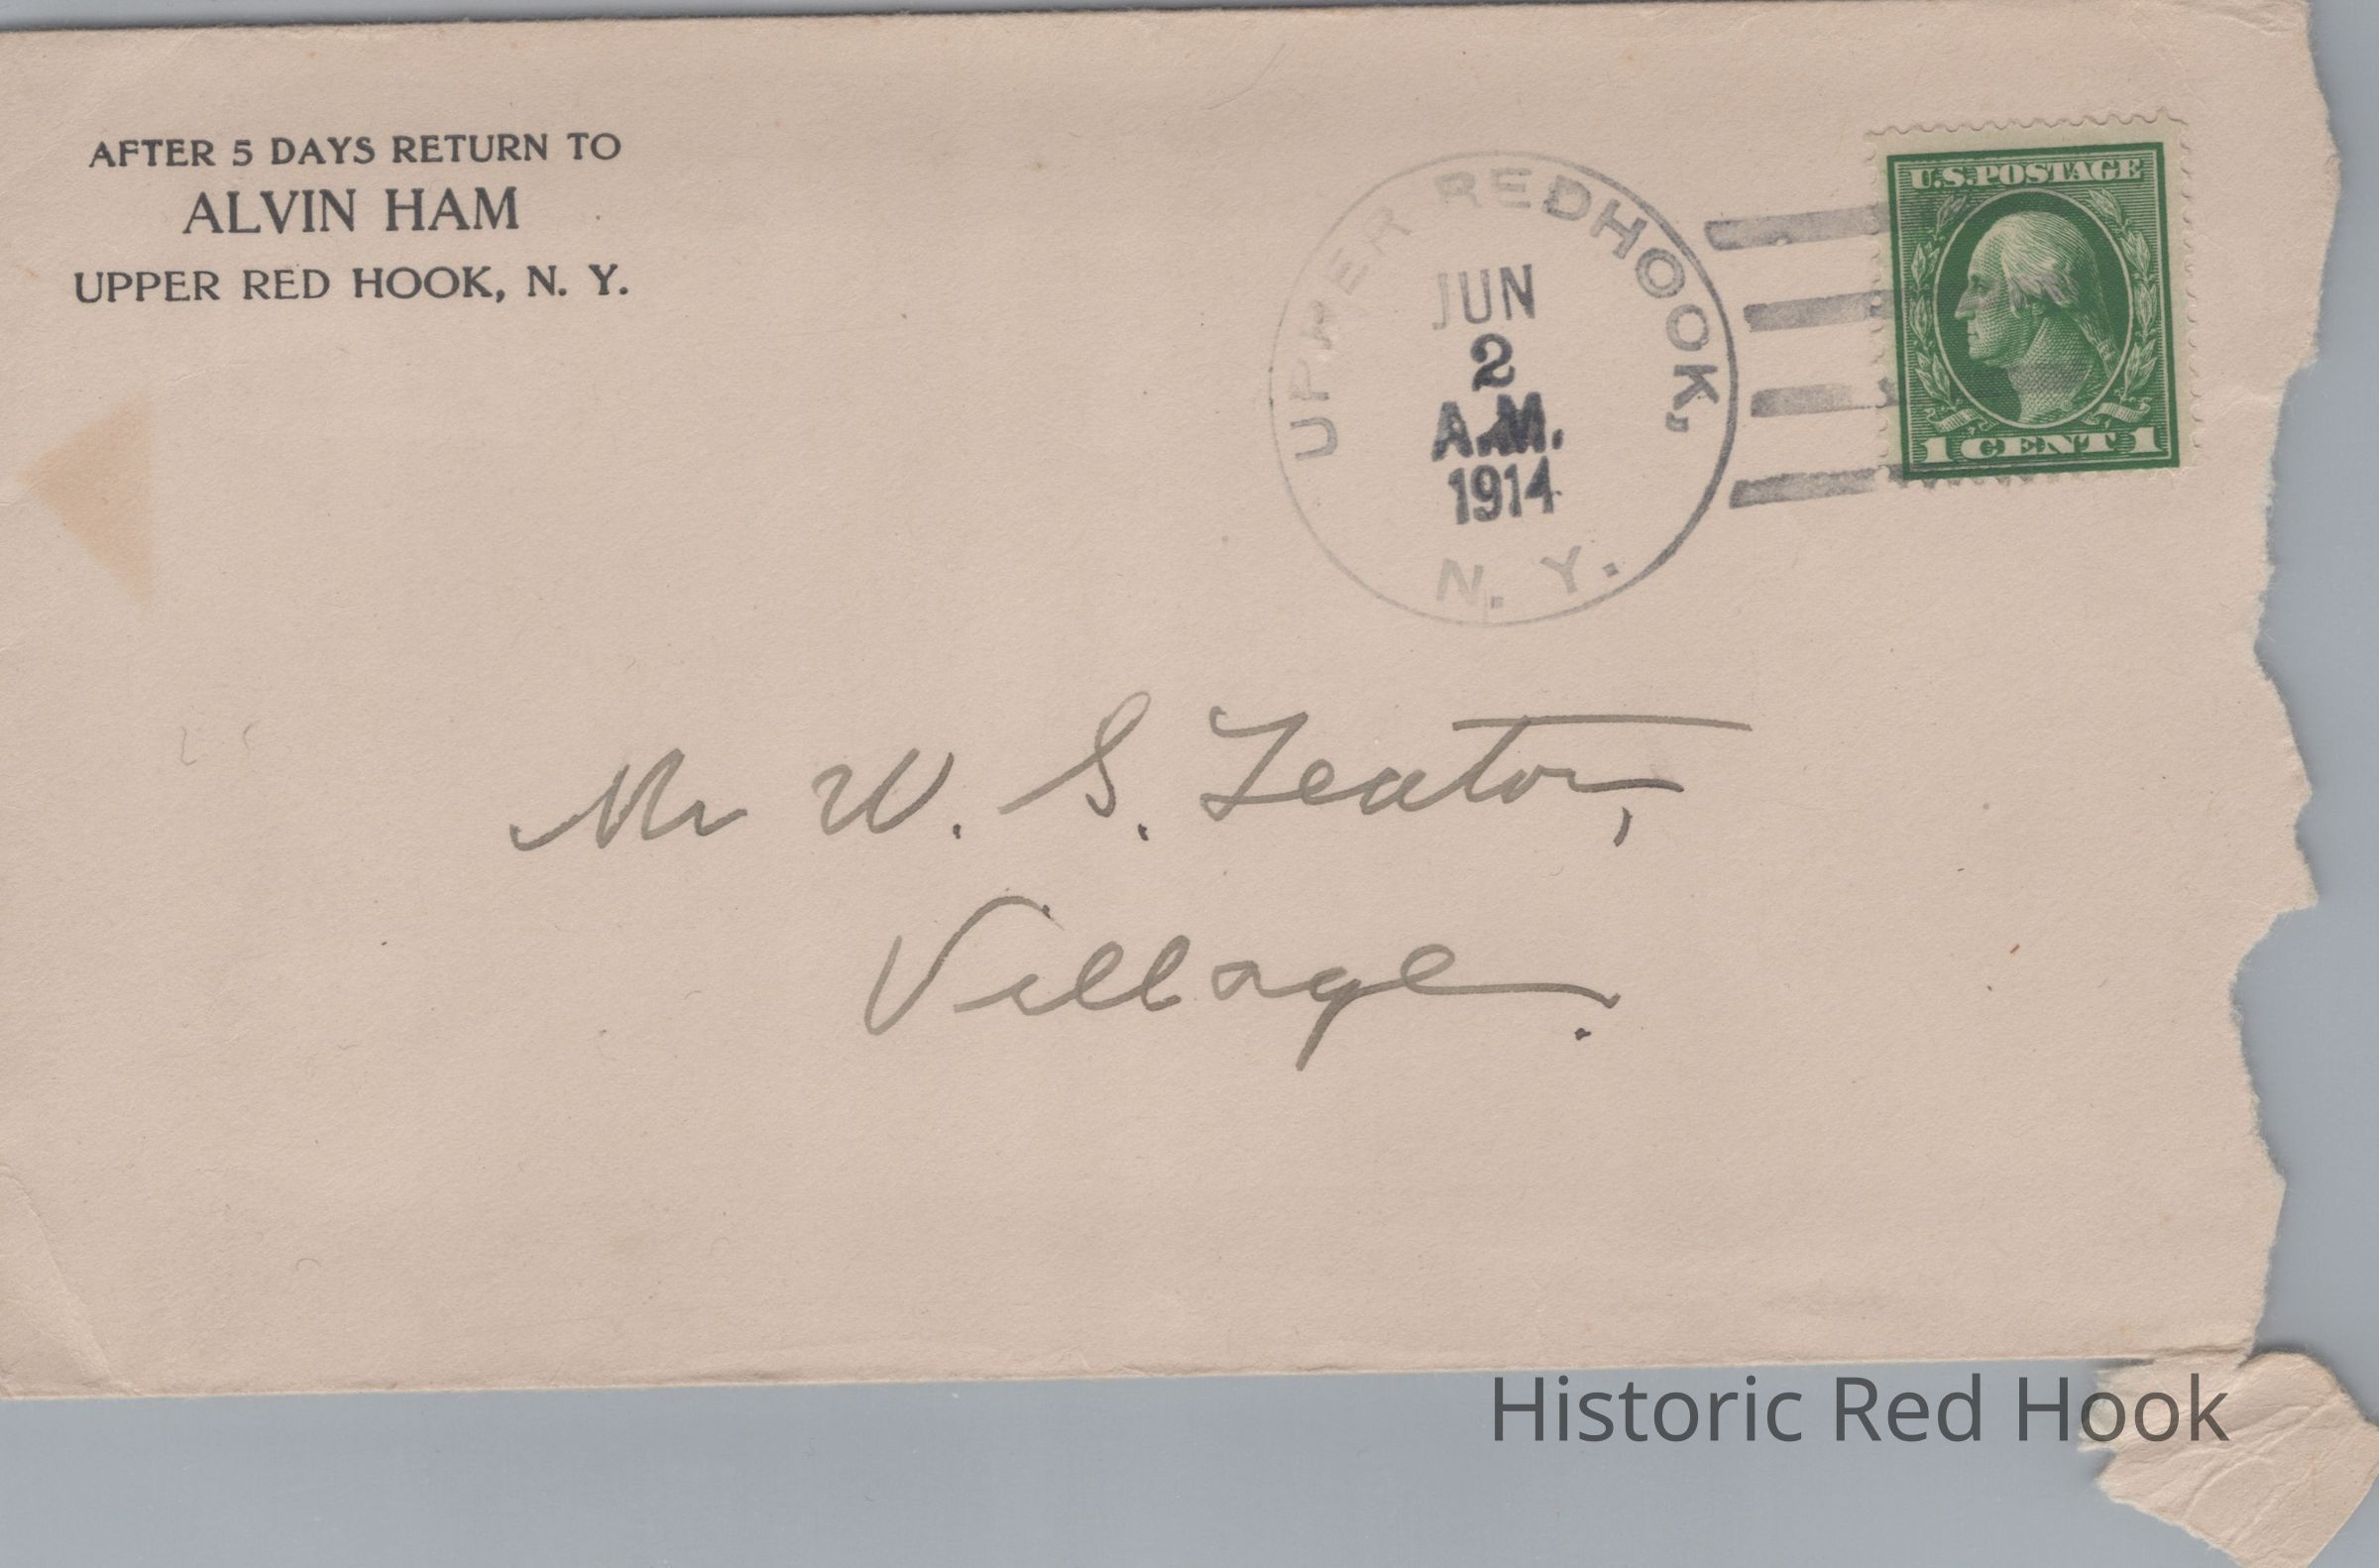 AFTER 5 DAYS RETURN TO
ALVIN HAM
UPPER RED HOOK, N. Y.
UPPER REDHOOK,
JUN
2
A.M.
1914
N. Y.
U.S.POSTAGE
1 CENT 1
Mr W. S. Teator,
Village.
Historic Red Hook